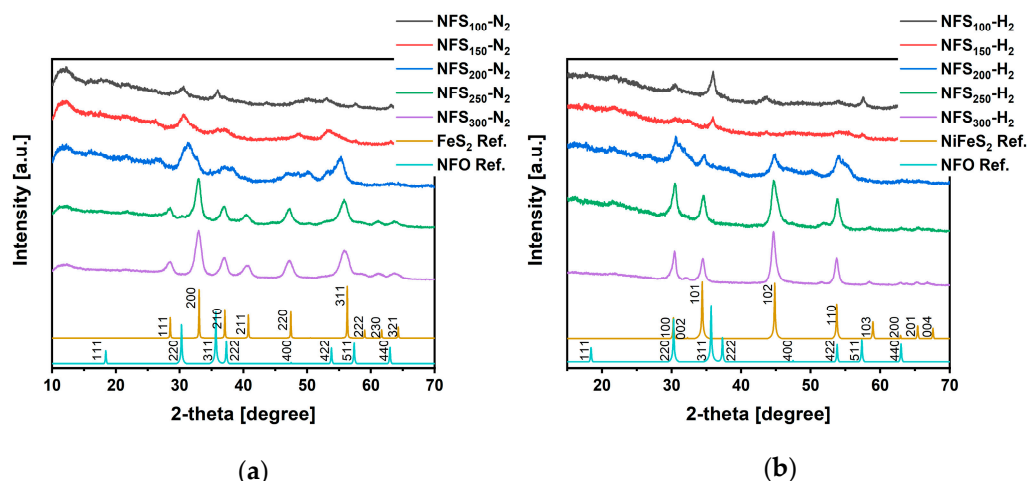 NFS₁₀₀-N₂
NFS₁₅₀-N₂
NFS₂₀₀-N₂
NFS₂₅₀-N₂
NFS₃₀₀-N₂
FeS₂ Ref.
NFO Ref.
Intensity [a.u.]
111
200
210
211
220
311
222
230
321
111
220
311
222
400
422
511
440
10 20 30 40 50 60 70
2-theta [degree]
(a)
NFS₁₀₀-H₂
NFS₁₅₀-H₂
NFS₂₀₀-H₂
NFS₂₅₀-H₂
NFS₃₀₀-H₂
NiFeS₂ Ref.
NFO Ref.
Intensity [a.u.]
100
002
101
102
110
103
200
201
004
111
220
311
222
400
422
511
440
20 30 40 50 60 70
2-theta [degree]
(b)